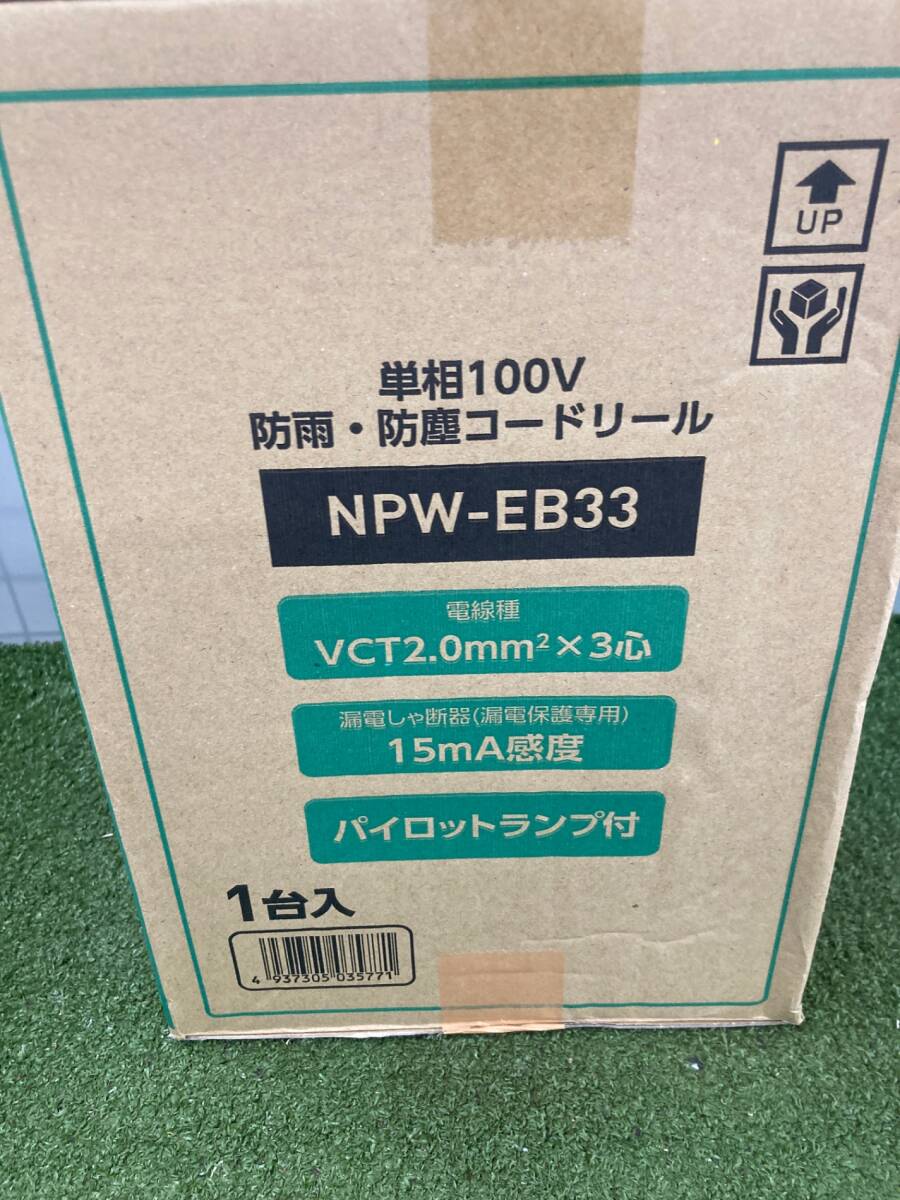 UP
単相100V
防雨・防塵コードリール
NPW-EB33
電線種
VCT2.0mm²×3心
漏電しゃ断器(漏電保護専用)
15mA感度
パイロットランプ付
1台入
4 937305 035771